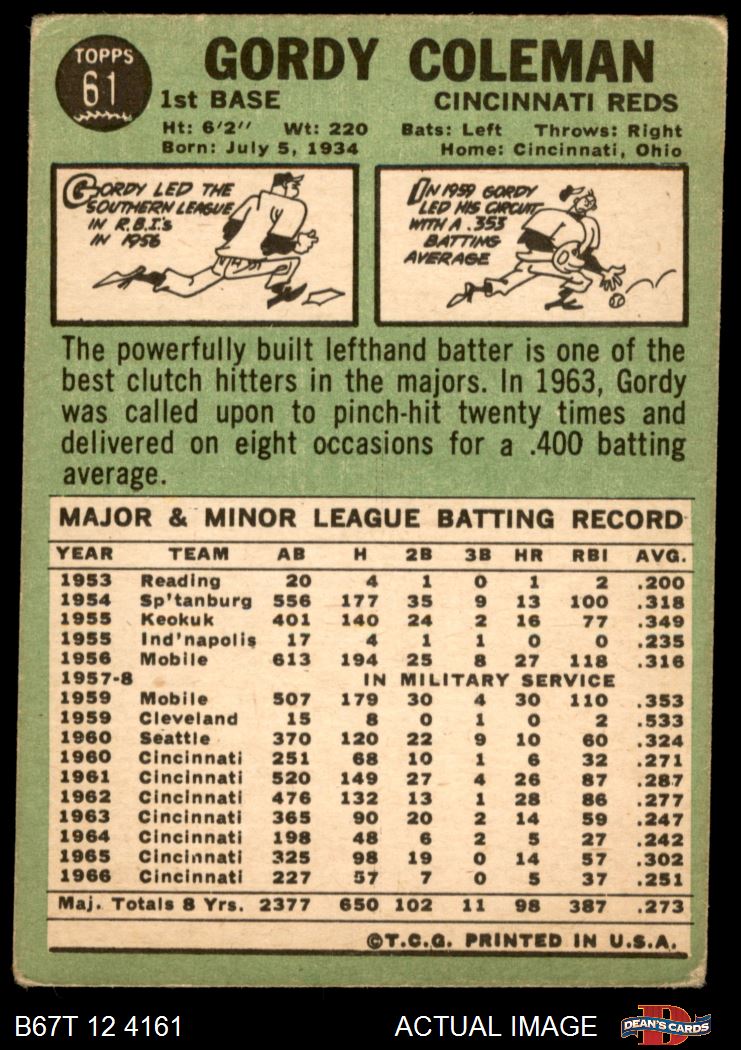 TOPPS
61
GORDY COLEMAN
1st BASE CINCINNATI REDS
Ht: 6'2" Wt: 220 Bats: Left Throws: Right
Born: July 5, 1934 Home: Cincinnati, Ohio
GORDY LED THE
SOUTHERN LEAGUE
IN R.B.I.'s
IN 1956
IN 1959 GORDY
LED HIS CIRCUIT
WITH A .353
BATTING
AVERAGE
The powerfully built lefthand batter is one of the
best clutch hitters in the majors. In 1963, Gordy
was called upon to pinch-hit twenty times and
delivered on eight occasions for a .400 batting
average.
MAJOR & MINOR LEAGUE BATTING RECORD
YEAR TEAM AB H 2B 3B HR RBI AVG.
1953 Reading 20 4 1 0 1 2 .200
1954 Sp'tanburg 556 177 35 9 13 100 .318
1955 Keokuk 401 140 24 2 16 77 .349
1955 Ind'napolis 17 4 1 1 0 0 .235
1956 Mobile 613 194 25 8 27 118 .316
1957-8 IN MILITARY SERVICE
1959 Mobile 507 179 30 4 30 110 .353
1959 Cleveland 15 8 0 1 0 2 .533
1960 Seattle 370 120 22 9 10 60 .324
1960 Cincinnati 251 68 10 1 6 32 .271
1961 Cincinnati 520 149 27 4 26 87 .287
1962 Cincinnati 476 132 13 1 28 86 .277
1963 Cincinnati 365 90 20 2 14 59 .247
1964 Cincinnati 198 48 6 2 5 27 .242
1965 Cincinnati 325 98 19 0 14 57 .302
1966 Cincinnati 227 57 7 0 5 37 .251
Maj. Totals 8 Yrs. 2377 650 102 11 98 387 .273
©T.C.G. PRINTED IN U.S.A.
B67T 12 4161 ACTUAL IMAGE
D
DEAN'S CARDS